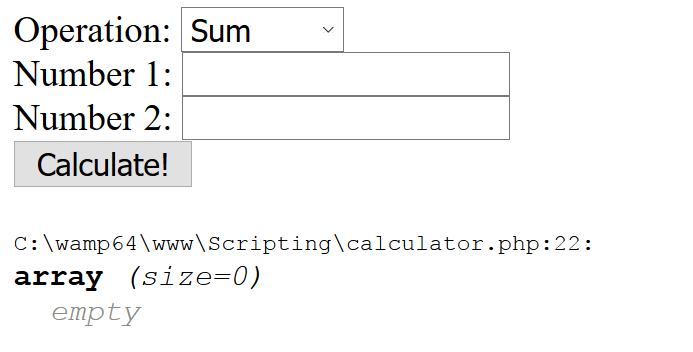 Operation: Sum
Number 1:
Number 2:
Calculate!
C:\wamp64\www\Scripting\calculator.php:22:
array (size=0)
empty